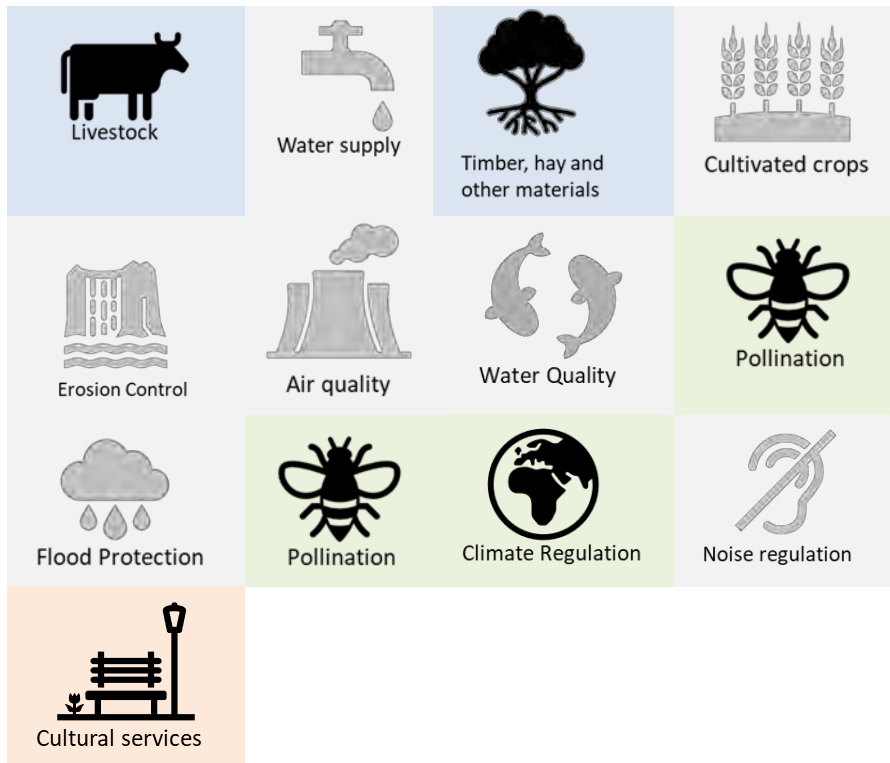 Livestock
Water supply
Timber, hay and
other materials
Cultivated crops
Erosion Control
Air quality
Water Quality
Pollination
Flood Protection
Pollination
Climate Regulation
Noise regulation
Cultural services